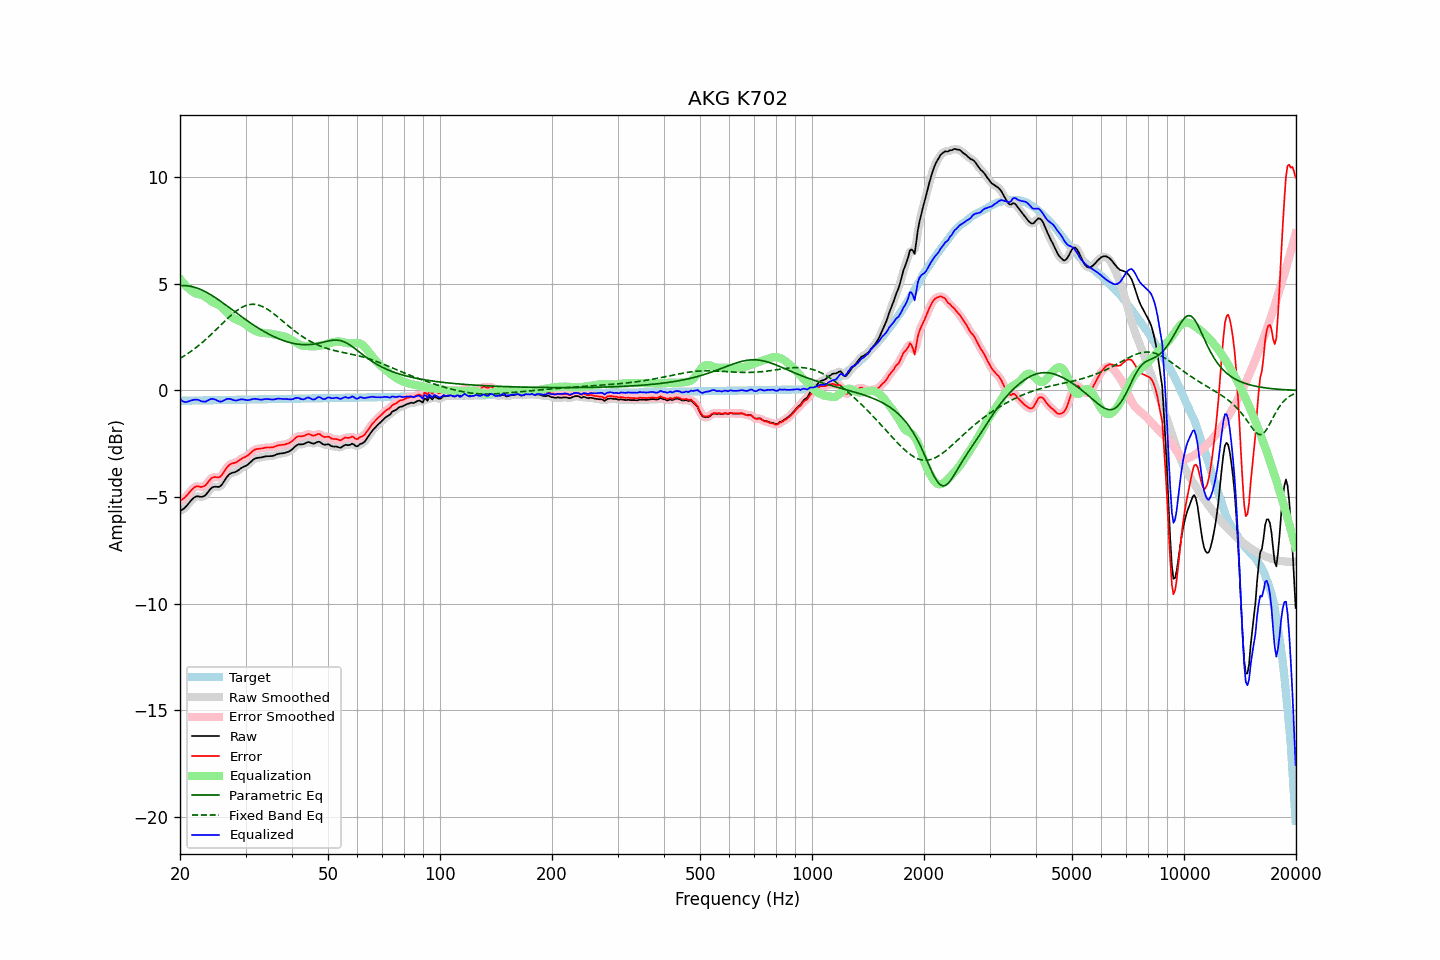 AKG K702
Amplitude (dBr)
10
5
0
−5
−10
−15
−20
Target
Raw Smoothed
Error Smoothed
Raw
Error
Equalization
Parametric Eq
Fixed Band Eq
Equalized
20 50 100 200 500 1000 2000 5000 10000 20000
Frequency (Hz)